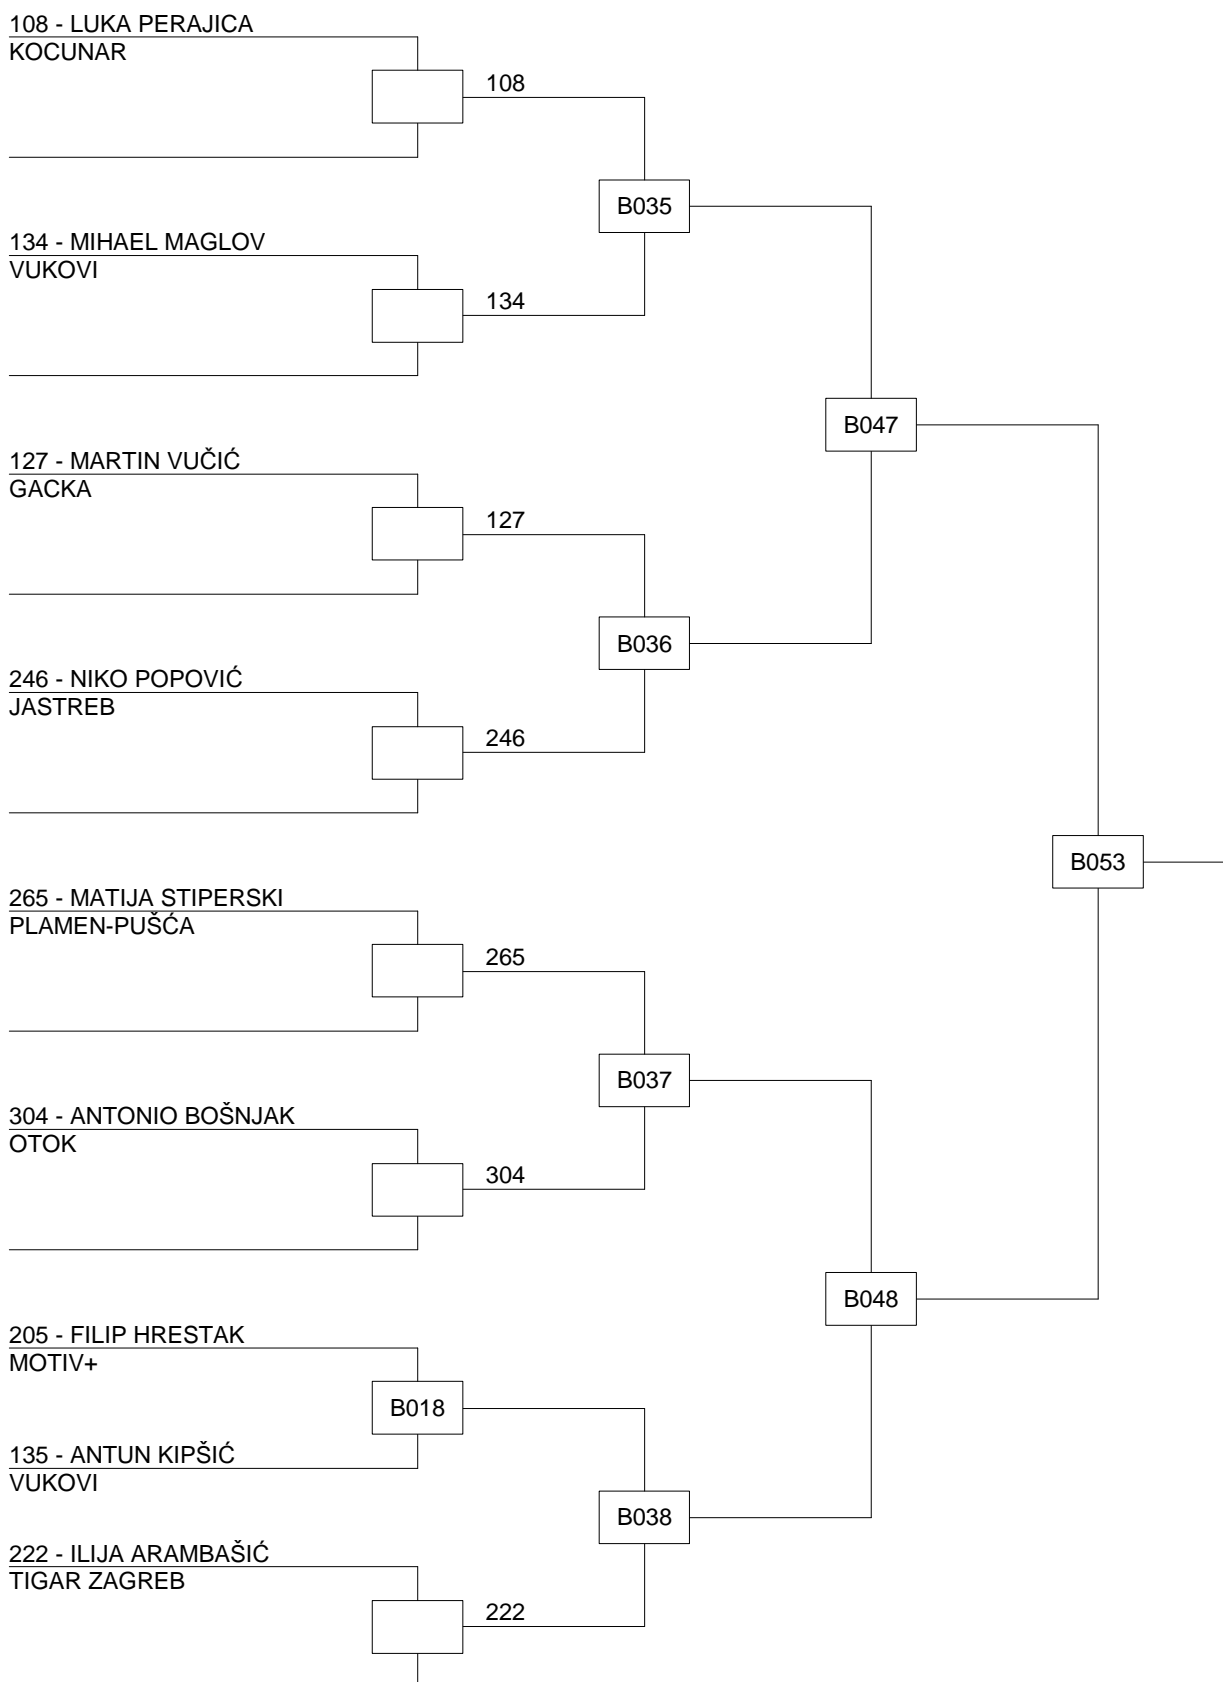 108 - LUKA PERAJICA
KOCUNAR
108
B035
134 - MIHAEL MAGLOV
VUKOVI
134
B047
127 - MARTIN VUČIĆ
GACKA
127
B036
246 - NIKO POPOVIĆ
JASTREB
246
B053
265 - MATIJA STIPERSKI
PLAMEN-PUŠĆA
265
B037
304 - ANTONIO BOŠNJAK
OTOK
304
B048
205 - FILIP HRESTAK
MOTIV+
B018
135 - ANTUN KIPŠIĆ
VUKOVI
B038
222 - ILIJA ARAMBAŠIĆ
TIGAR ZAGREB
222